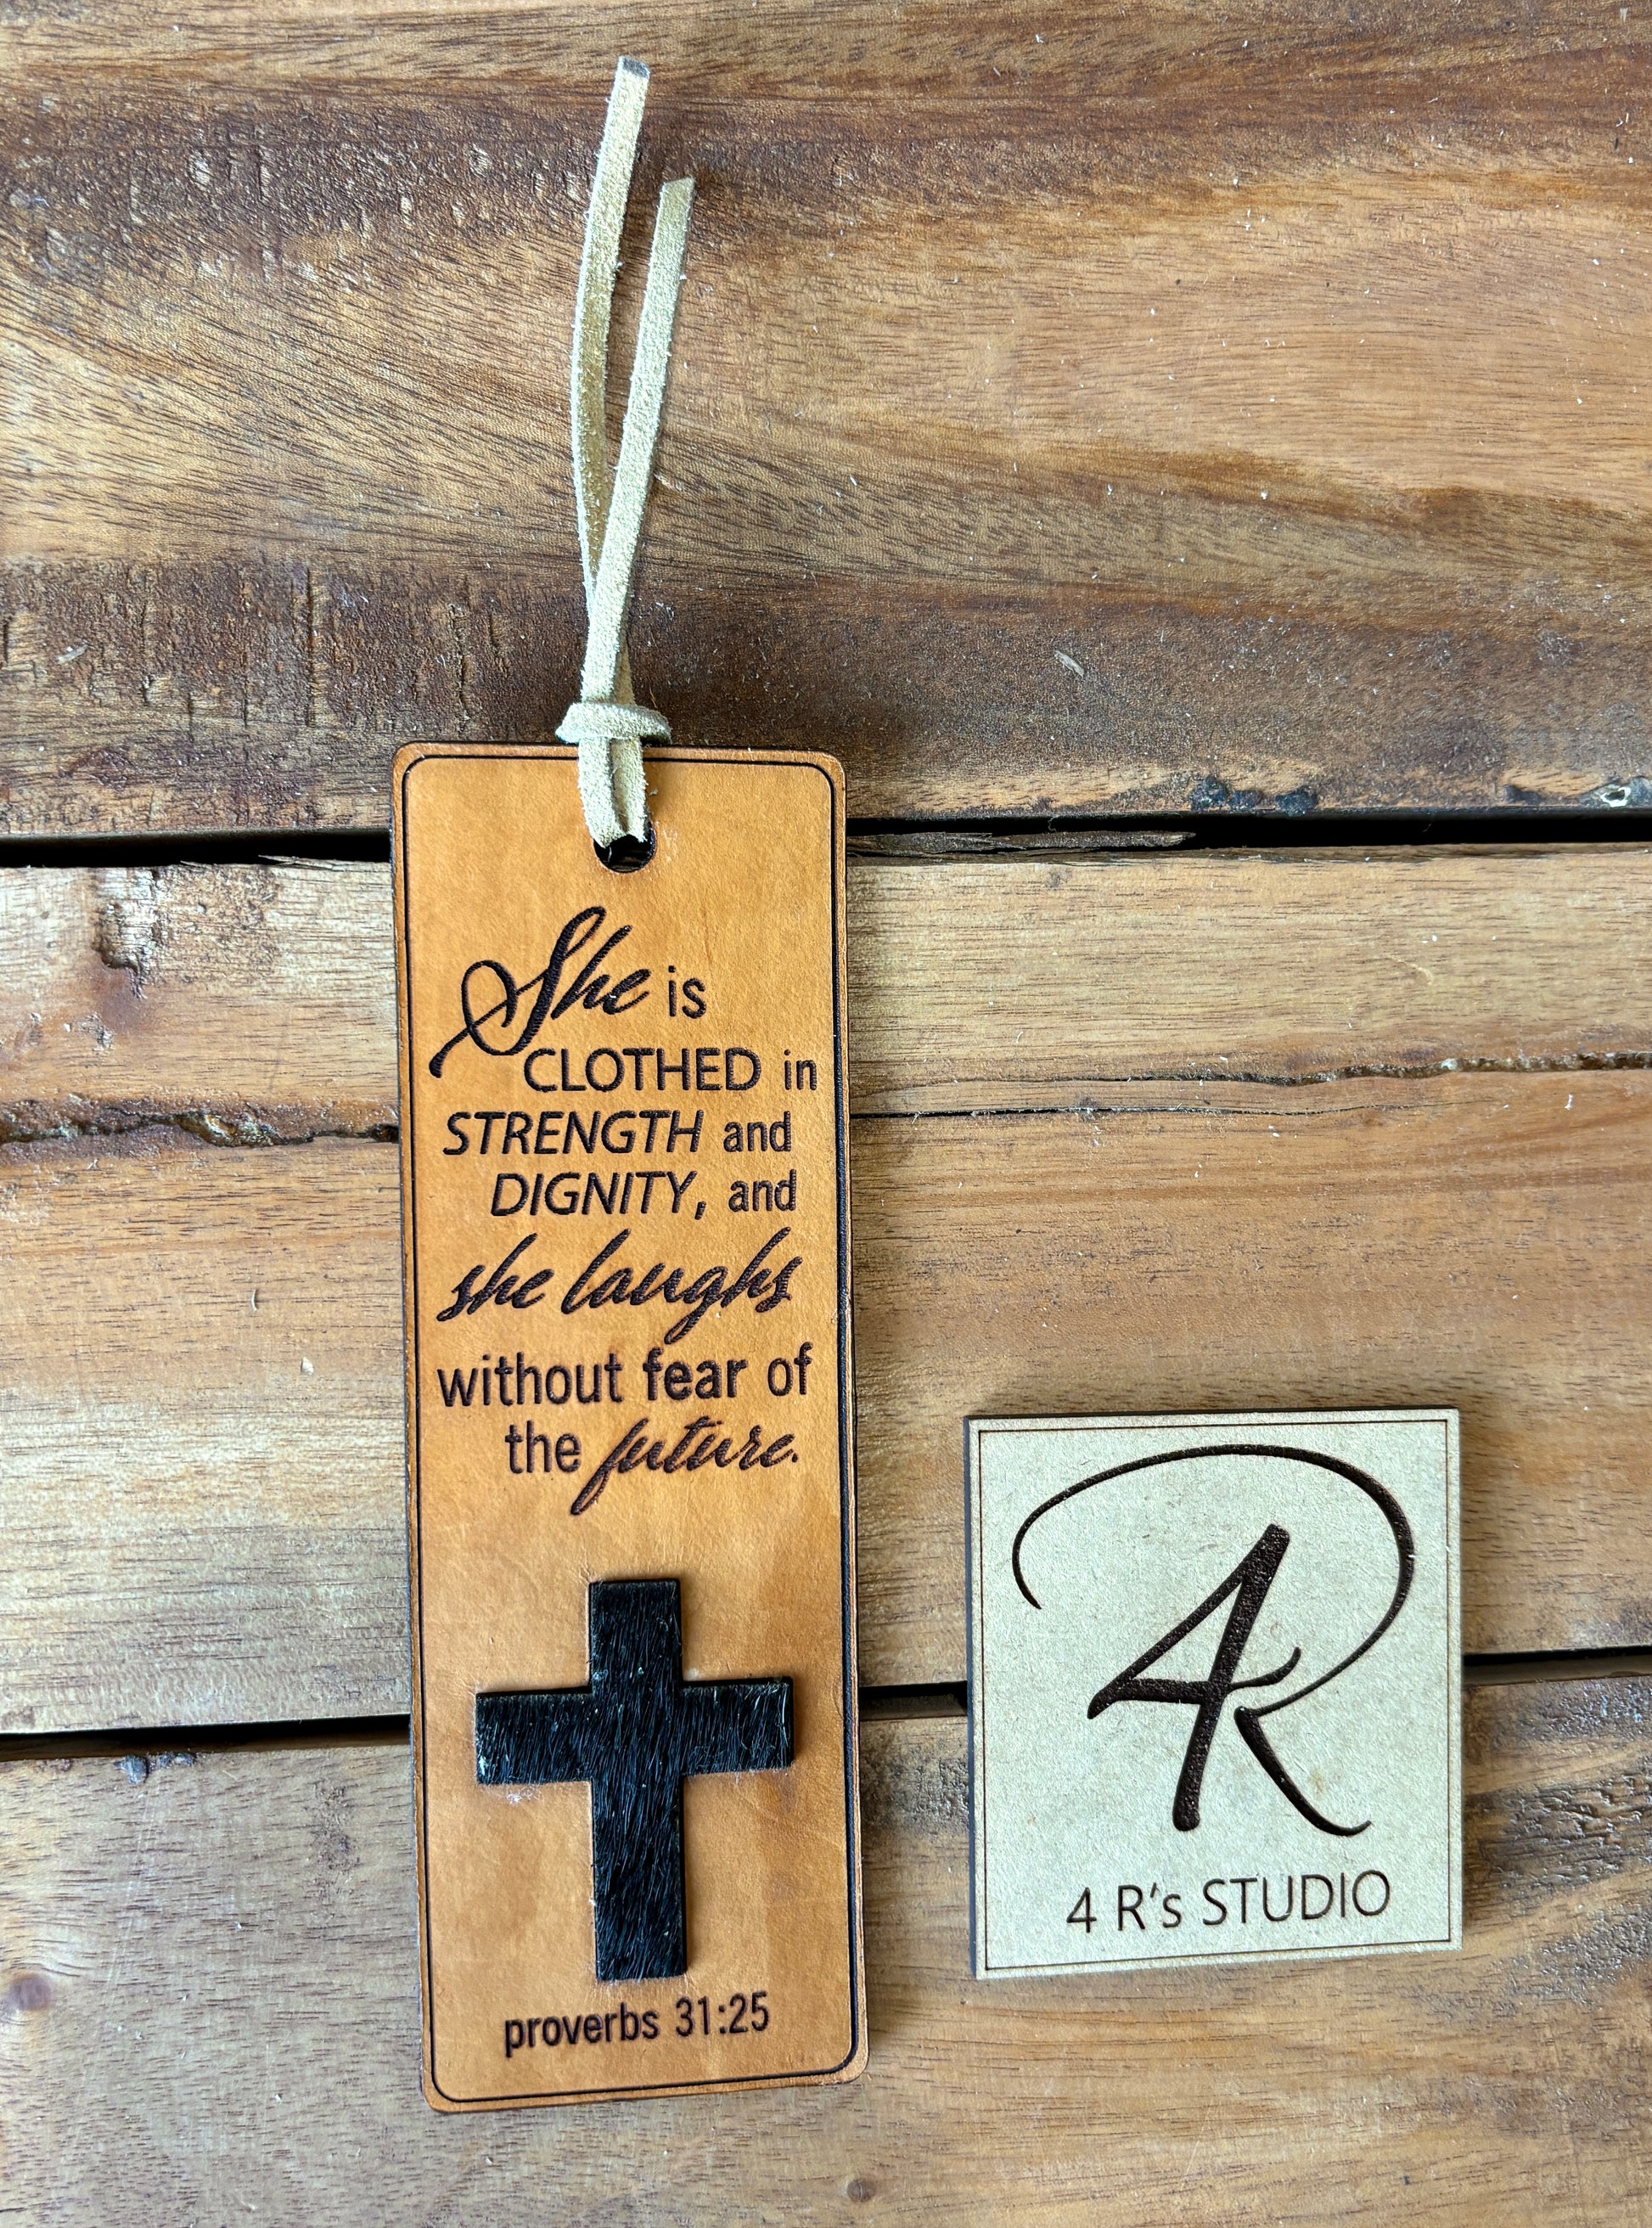 She is
CLOTHED in
STRENGTH and
DIGNITY, and
she laughs
without fear of
the future.
proverbs 31:25
4R
4 R's STUDIO